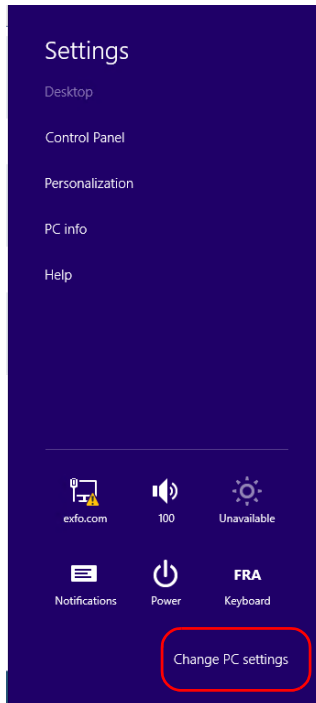 Settings
Desktop
Control Panel
Personalization
PC info
Help
exfo.com 100 Unavailable
FRA
Notifications Power Keyboard
Change PC settings